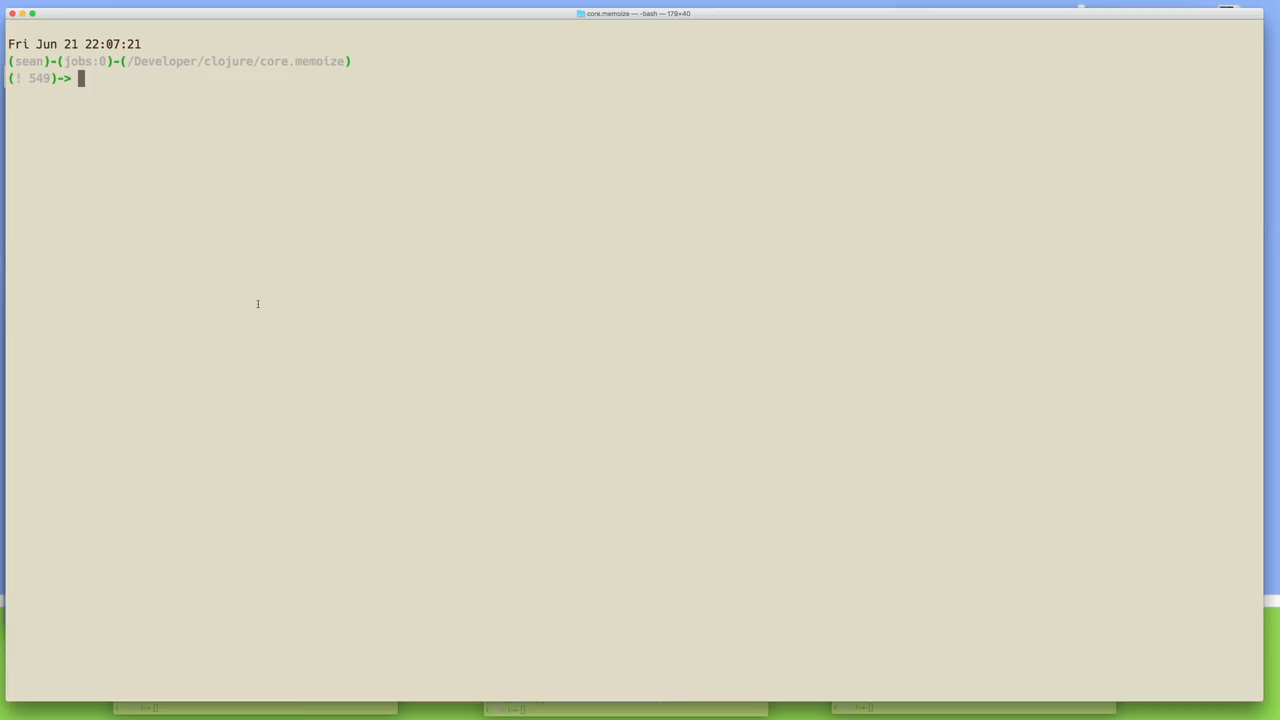 core.memoize — -bash — 179×40
Fri Jun 21 22:07:21
(sean)-(jobs:0)-(/Developer/clojure/core.memoize)
(! 549)->